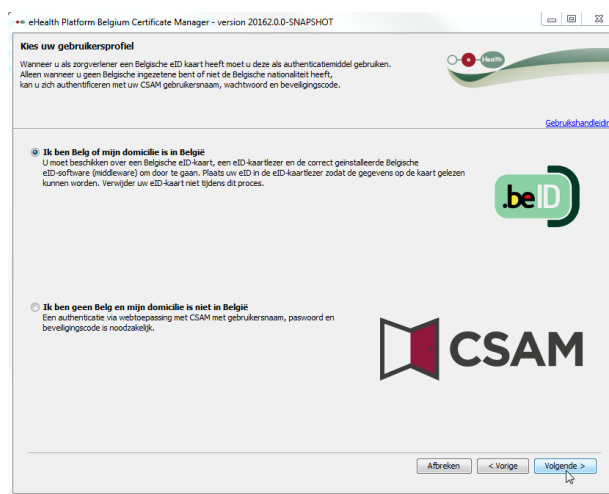 eHealth Platform Belgium Certificate Manager - version 20162.0.0-SNAPSHOT
Kies uw gebruikersprofiel
Wanneer u als zorgverlener een Belgische eID kaart heeft moet u deze als authenticatiemiddel gebruiken.
Alleen wanneer u geen Belgische ingezetene bent of niet de Belgische nationaliteit heeft,
kan u zich authentificeren met uw CSAM gebruikersnaam, wachtwoord en beveiligingscode.
Health
Gebruikshandleidin
Ik ben Belg of mijn domicilie is in België
U moet beschikken over een Belgische eID-kaart, een eID-kaartlezer en de correct geinstalleerde Belgische
eID-software (middleware) om door te gaan. Plaats uw eID in de eID-kaartlezer zodat de gegevens op de kaart gelezen
kunnen worden. Verwijder uw eID-kaart niet tijdens dit proces.
.beID
Ik ben geen Belg en mijn domicilie is niet in België
Een authenticatie via webtoepassing met CSAM met gebruikersnaam, paswoord en
beveiligingscode is noodzakelijk.
CSAM
Afbreken
< Vorige
Volgende >